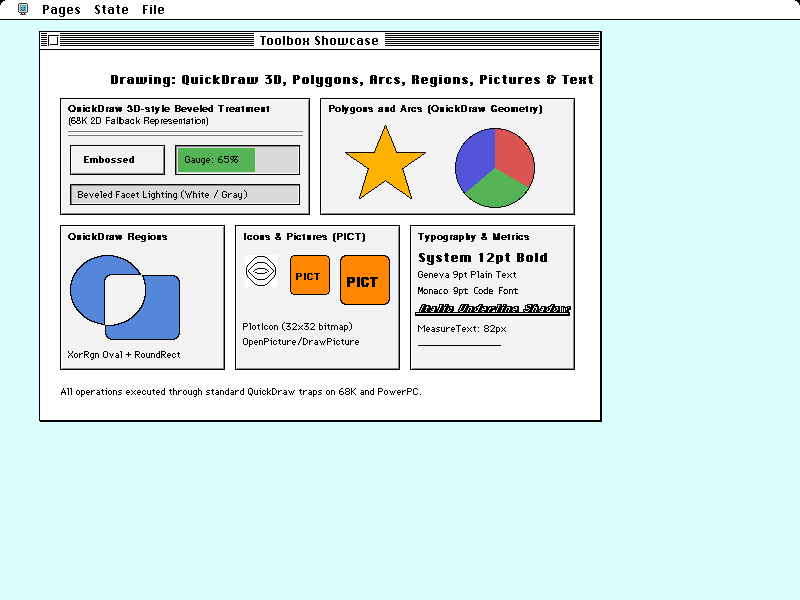 Pages State File
Toolbox Showcase
Drawing: QuickDraw 3D, Polygons, Arcs, Regions, Pictures & Text
QuickDraw 3D-style Beveled Treatment
(68K 2D Fallback Representation)
Embossed
Gauge: 65%
Beveled Facet Lighting (White / Gray)
Polygons and Arcs (QuickDraw Geometry)
QuickDraw Regions
XorRgn Oval + RoundRect
Icons & Pictures (PICT)
PICT
PICT
PlotIcon (32x32 bitmap)
OpenPicture/DrawPicture
Typography & Metrics
System 12pt Bold
Geneva 9pt Plain Text
Monaco 9pt Code Font
Italic Underline Shadow
MeasureText: 82px
All operations executed through standard QuickDraw traps on 68K and PowerPC.